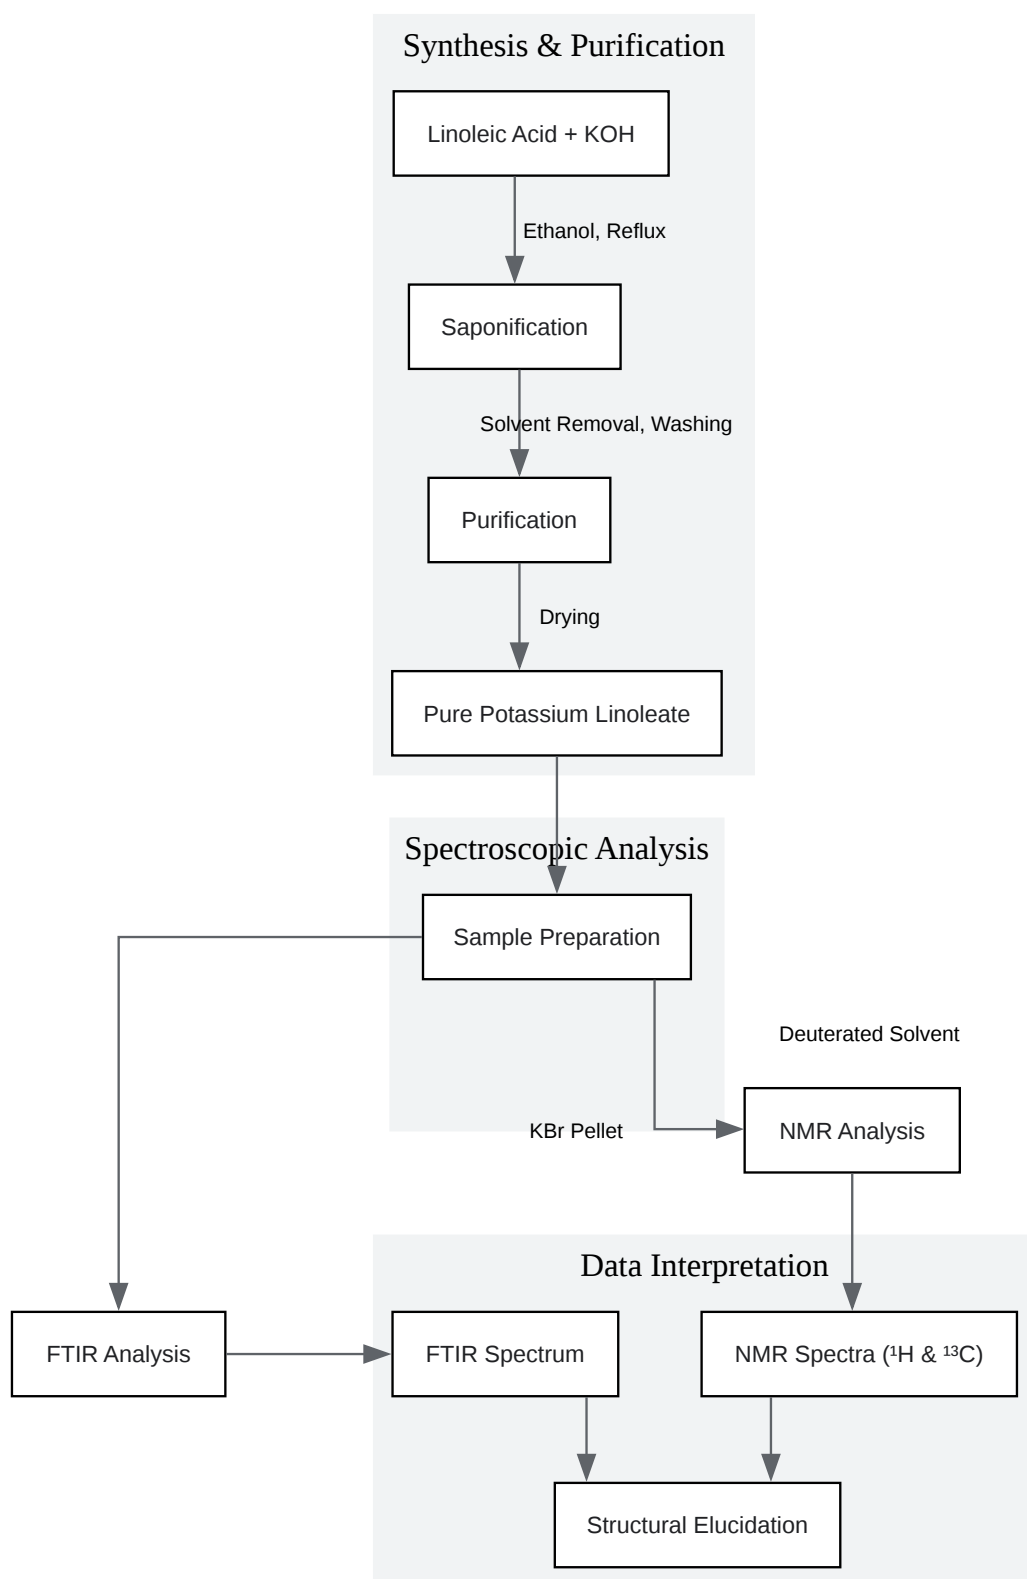 Synthesis & Purification
Linoleic Acid + KOH
Ethanol, Reflux
Saponification
Solvent Removal, Washing
Purification
Drying
Pure Potassium Linoleate
Spectroscopic Analysis
Sample Preparation
Deuterated Solvent
KBr Pellet
NMR Analysis
Data Interpretation
FTIR Analysis
FTIR Spectrum
NMR Spectra (¹H & ¹³C)
Structural Elucidation